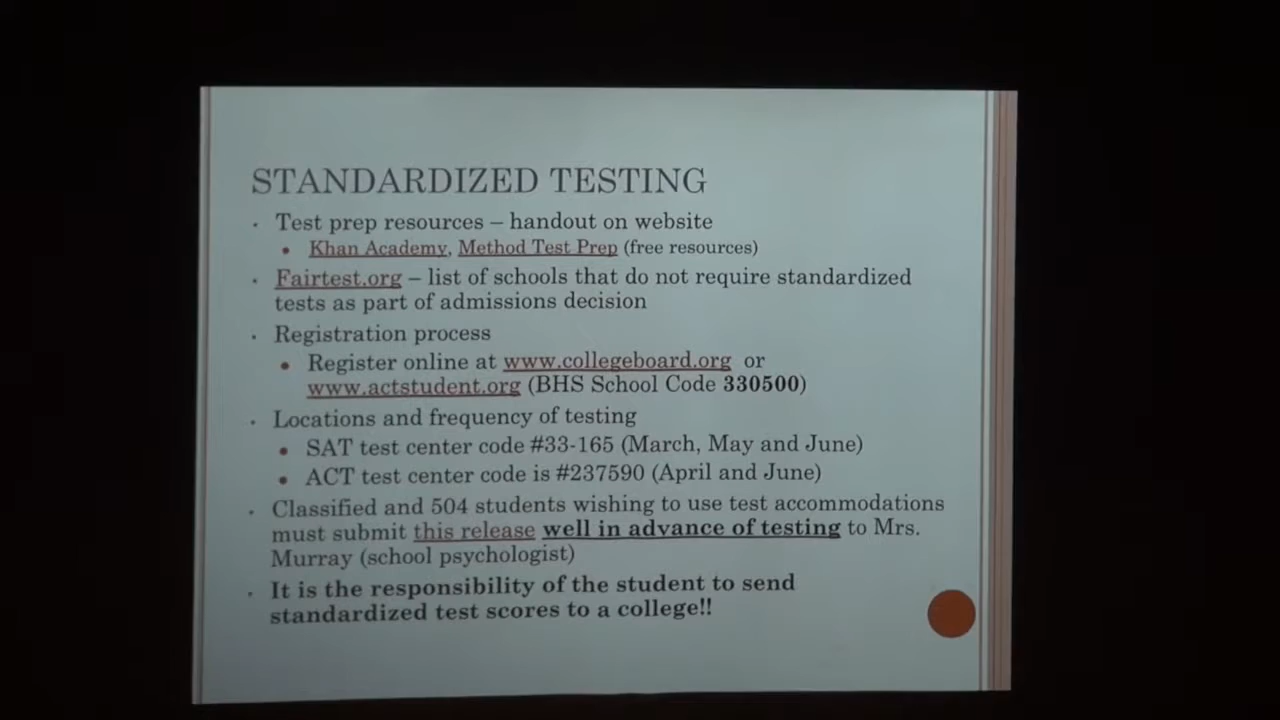 STANDARDIZED TESTING
Test prep resources – handout on website
Khan Academy, Method Test Prep (free resources)
Fairtest.org – list of schools that do not require standardized
tests as part of admissions decision
Registration process
Register online at www.collegeboard.org or
www.actstudent.org (BHS School Code 330500)
Locations and frequency of testing
SAT test center code #33-165 (March, May and June)
ACT test center code is #237590 (April and June)
Classified and 504 students wishing to use test accommodations
must submit this release well in advance of testing to Mrs.
Murray (school psychologist)
It is the responsibility of the student to send
standardized test scores to a college!!